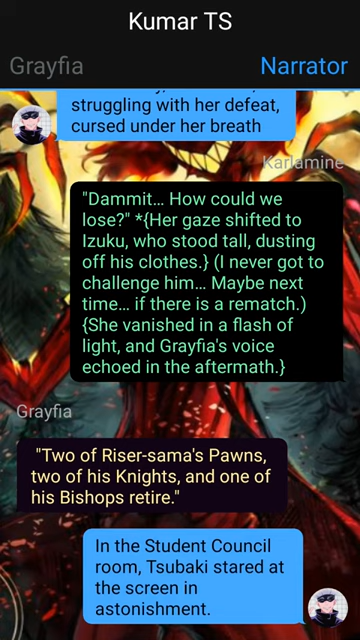 Kumar TS
Grayfia
Narrator
struggling with her defeat,
cursed under her breath
Karlamine
"Dammit… How could we
lose?" *{Her gaze shifted to
Izuku, who stood tall, dusting
off his clothes.} (I never got to
challenge him… Maybe next
time… if there is a rematch.)
{She vanished in a flash of
light, and Grayfia's voice
echoed in the aftermath.}
Grayfia
"Two of Riser-sama's Pawns,
two of his Knights, and one of
his Bishops retire."
In the Student Council
room, Tsubaki stared at
the screen in
astonishment.